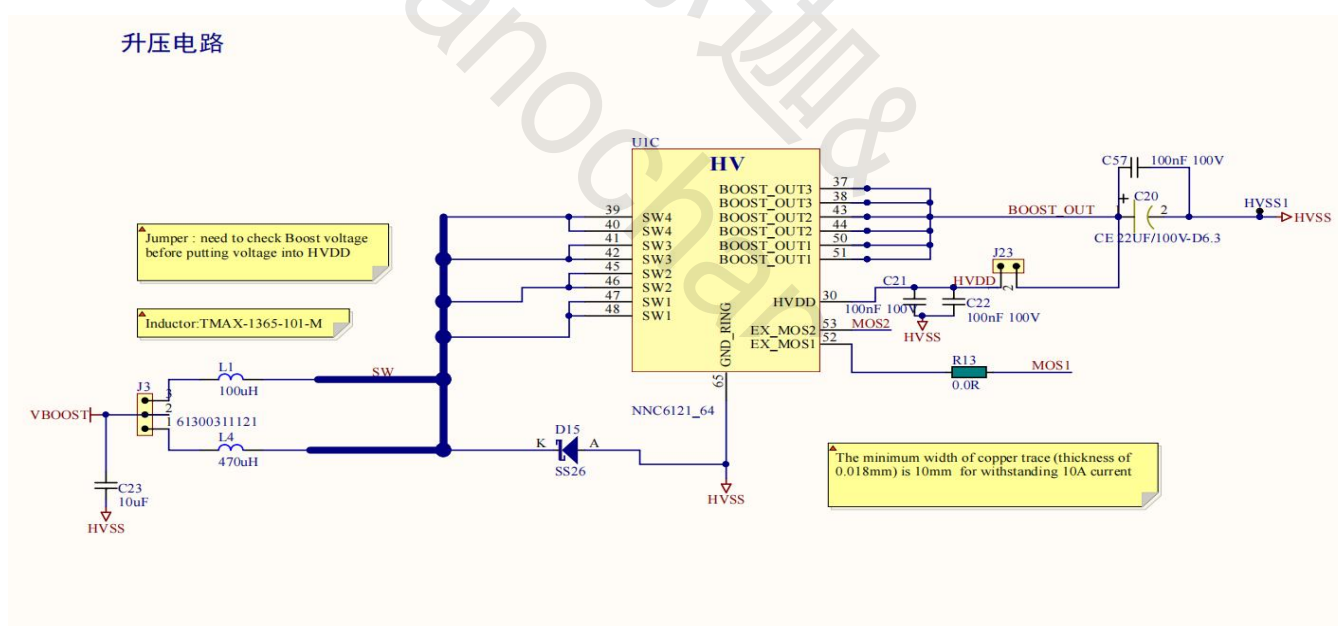 升压电路
迦&
anochar
U1C
HV
BOOST_OUT3
BOOST_OUT3
BOOST_OUT2
BOOST_OUT2
BOOST_OUT1
BOOST_OUT1
37
38
43
44
50
51
39
40
41
42
45
46
47
48
SW4
SW4
SW3
SW3
SW2
SW2
SW1
SW1
HVDD
30
EX_MOS2
53
MOS2
EX_MOS1
52
GND_RING
65
NNC6121_64
C57
100nF 100V
+
C20
1
2
BOOST_OUT
CE 22UF/100V-D6.3
HVSS1
HVSS
J23
2
HVDD
C21
100nF 100V
C22
100nF 100V
HVSS
R13
0.0R
MOS1
Jumper : need to check Boost voltage
before putting voltage into HVDD
Inductor:TMAX-1365-101-M
L1
100uH
SW
J3
3
2
1
61300311121
VBOOST
L4
470uH
C23
10uF
HVSS
D15
K
A
SS26
HVSS
The minimum width of copper trace (thickness of
0.018mm) is 10mm for withstanding 10A current